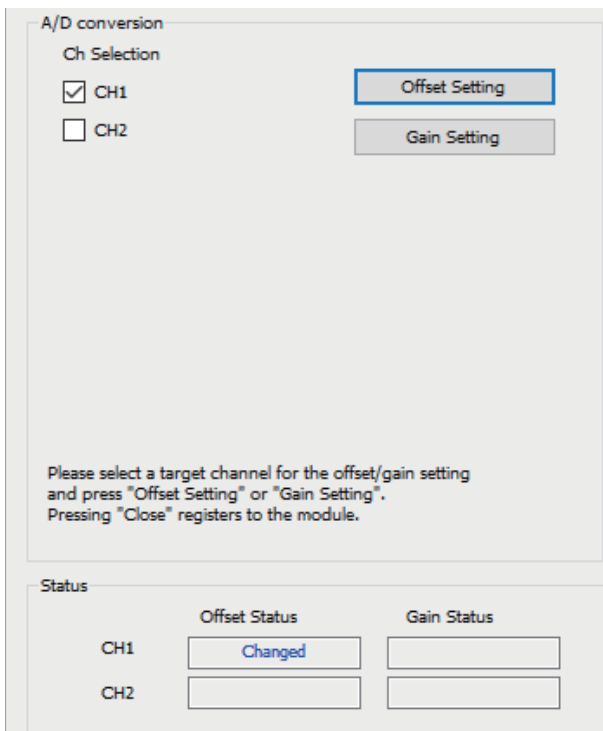 A/D conversion
Ch Selection
CH1
Offset Setting
CH2
Gain Setting
Please select a target channel for the offset/gain setting
and press "Offset Setting" or "Gain Setting".
Pressing "Close" registers to the module.
Status
Offset Status Gain Status
CH1 Changed
CH2